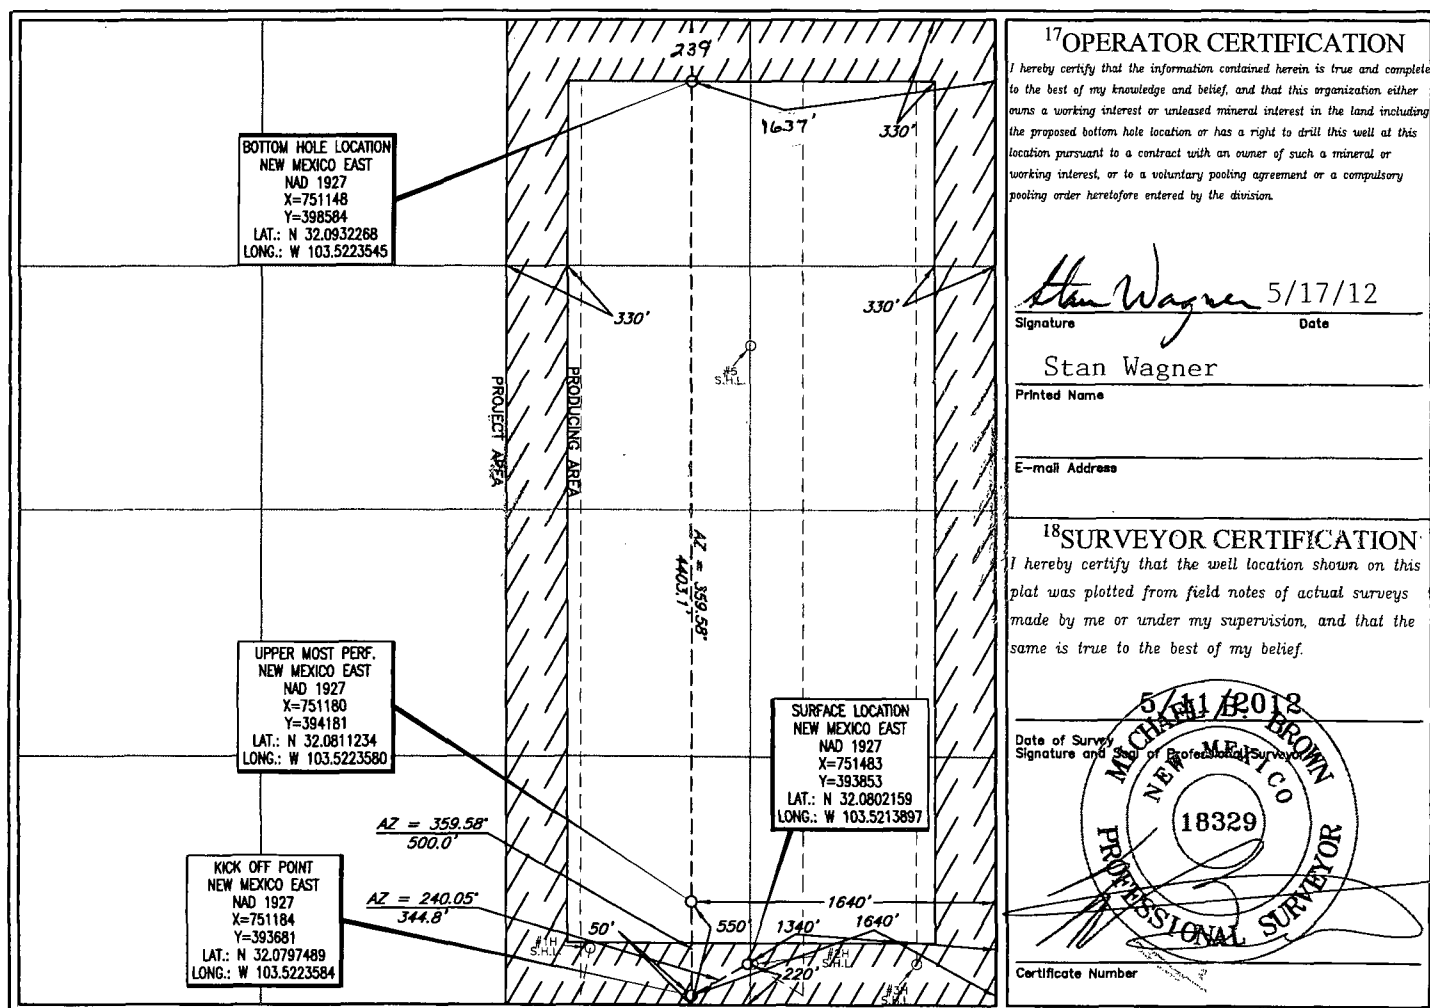 239
1637'
330'
BOTTOM HOLE LOCATION
NEW MEXICO EAST
NAD 1927
X=751148
Y=398584
LAT.: N 32.0932268
LONG.: W 103.5223545
330'
330'
#5
S.H.L.
PROJECT AREA
PRODUCING AREA
AZ = 359.58°
4403.1'
UPPER MOST PERF.
NEW MEXICO EAST
NAD 1927
X=751180
Y=394181
LAT.: N 32.0811234
LONG.: W 103.5223580
SURFACE LOCATION
NEW MEXICO EAST
NAD 1927
X=751483
Y=393853
LAT.: N 32.0802159
LONG.: W 103.5213897
AZ = 359.58°
500.0'
KICK OFF POINT
NEW MEXICO EAST
NAD 1927
X=751184
Y=393681
LAT.: N 32.0797489
LONG.: W 103.5223584
AZ = 240.05°
344.8'
1640'
50'
550'
1340'
1640'
220'
#1H
S.H.L.
#2H
S.H.L.
#3H
S.H.L.
17 OPERATOR CERTIFICATION
I hereby certify that the information contained herein is true and complete
to the best of my knowledge and belief, and that this organization either
owns a working interest or unleased mineral interest in the land including
the proposed bottom hole location or has a right to drill this well at this
location pursuant to a contract with an owner of such a mineral or
working interest, or to a voluntary pooling agreement or a compulsory
pooling order heretofore entered by the division.
Stan Wagner 5/17/12
Signature Date
Stan Wagner
Printed Name
E-mail Address
18 SURVEYOR CERTIFICATION
I hereby certify that the well location shown on this
plat was plotted from field notes of actual surveys
made by me or under my supervision, and that the
same is true to the best of my belief.
5/11/2012
Date of Survey
Signature and Seal of Professional Surveyor
MICHAEL B. BROWN
NEW MEXICO
18329
PROFESSIONAL SURVEYOR
Certificate Number